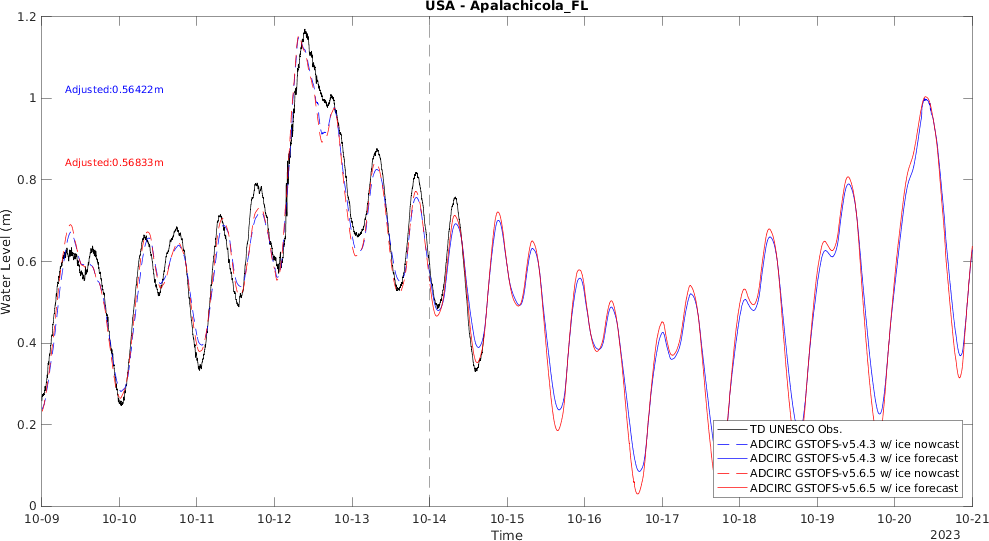 USA - Apalachicola_FL
1.2
1
0.8
0.6
0.4
0.2
0
Water Level (m)
Adjusted:0.56422m
Adjusted:0.56833m
TD UNESCO Obs.
ADCIRC GSTOFS-v5.4.3 w/ ice nowcast
ADCIRC GSTOFS-v5.4.3 w/ ice forecast
ADCIRC GSTOFS-v5.6.5 w/ ice nowcast
ADCIRC GSTOFS-v5.6.5 w/ ice forecast
10-09 10-10 10-11 10-12 10-13 10-14 10-15 10-16 10-17 10-18 10-19 10-20 10-21
Time
2023